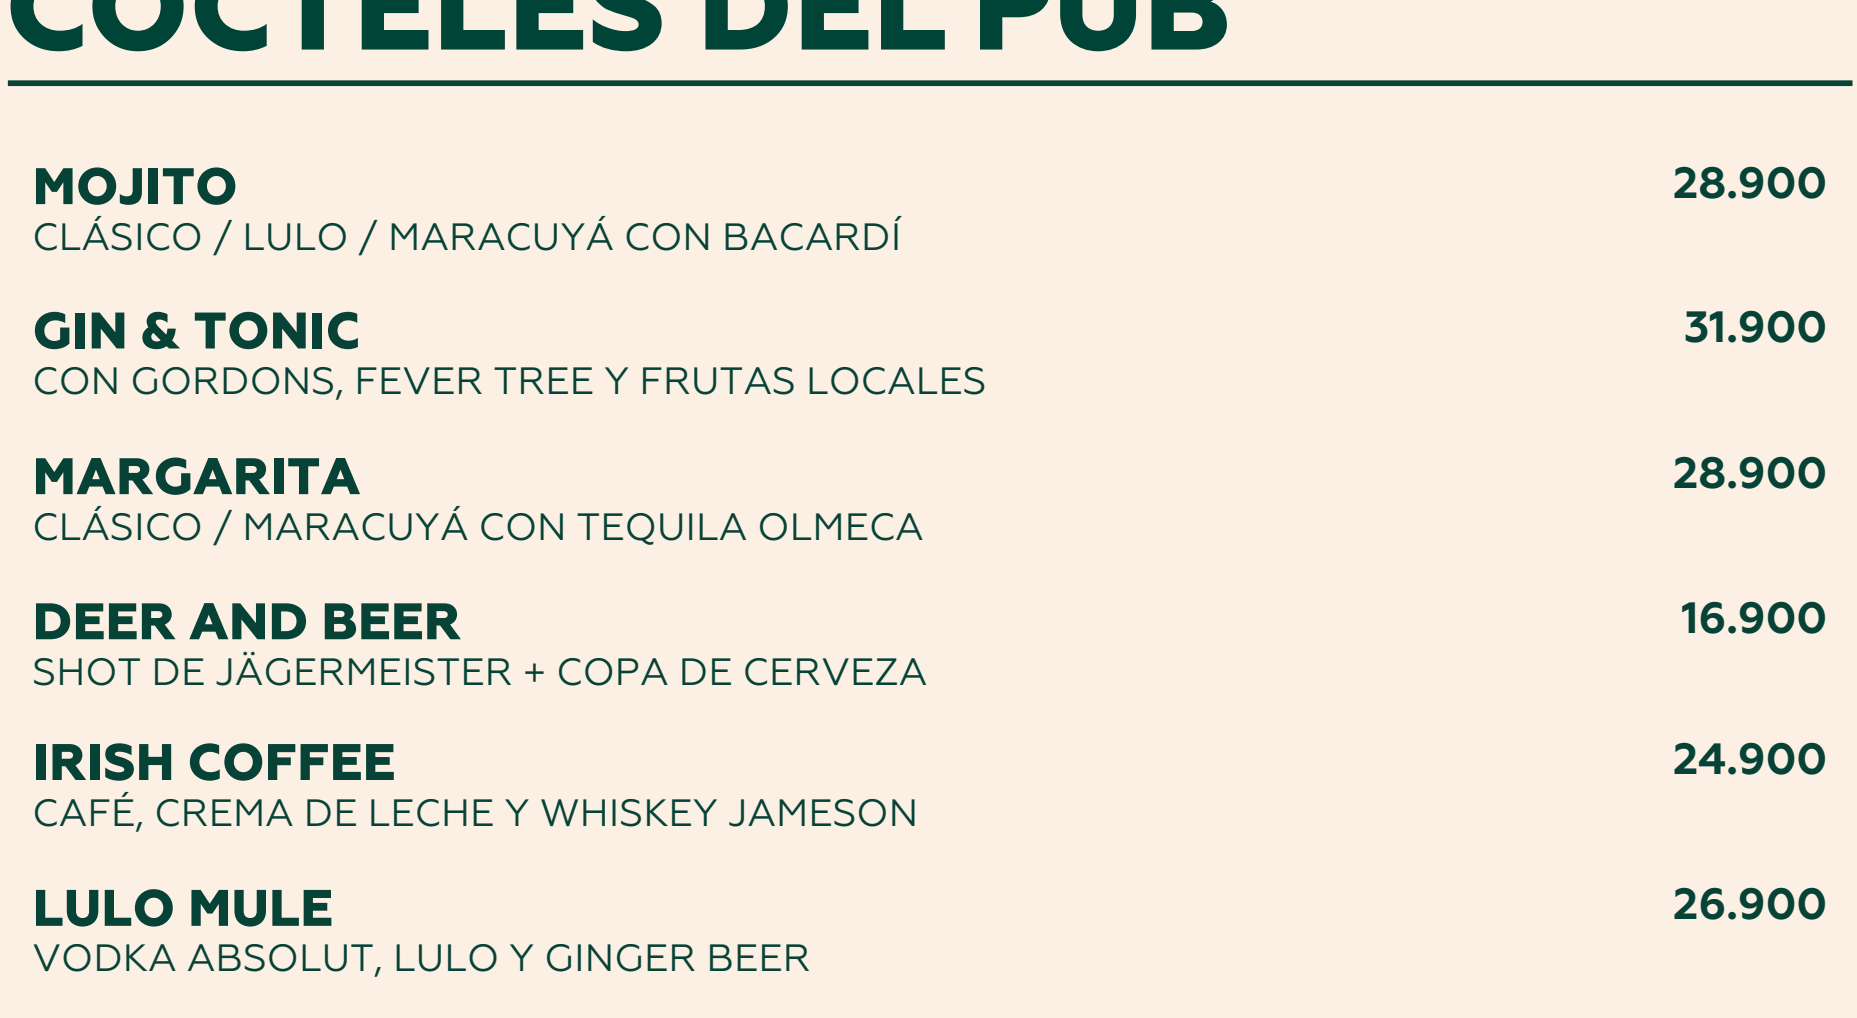 COCTELES DEL PUB
MOJITO 28.900
CLÁSICO / LULO / MARACUYÁ CON BACARDÍ
GIN & TONIC 31.900
CON GORDONS, FEVER TREE Y FRUTAS LOCALES
MARGARITA 28.900
CLÁSICO / MARACUYÁ CON TEQUILA OLMECA
DEER AND BEER 16.900
SHOT DE JÄGERMEISTER + COPA DE CERVEZA
IRISH COFFEE 24.900
CAFÉ, CREMA DE LECHE Y WHISKEY JAMESON
LULO MULE 26.900
VODKA ABSOLUT, LULO Y GINGER BEER